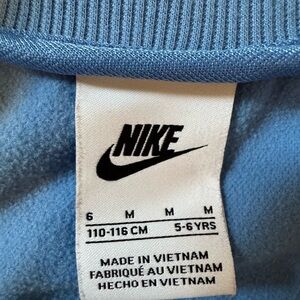 NIKE
6 M M M
110-116 CM 5-6 YRS
MADE IN VIETNAM
FABRIQUÉ AU VIETNAM
HECHO EN VIETNAM